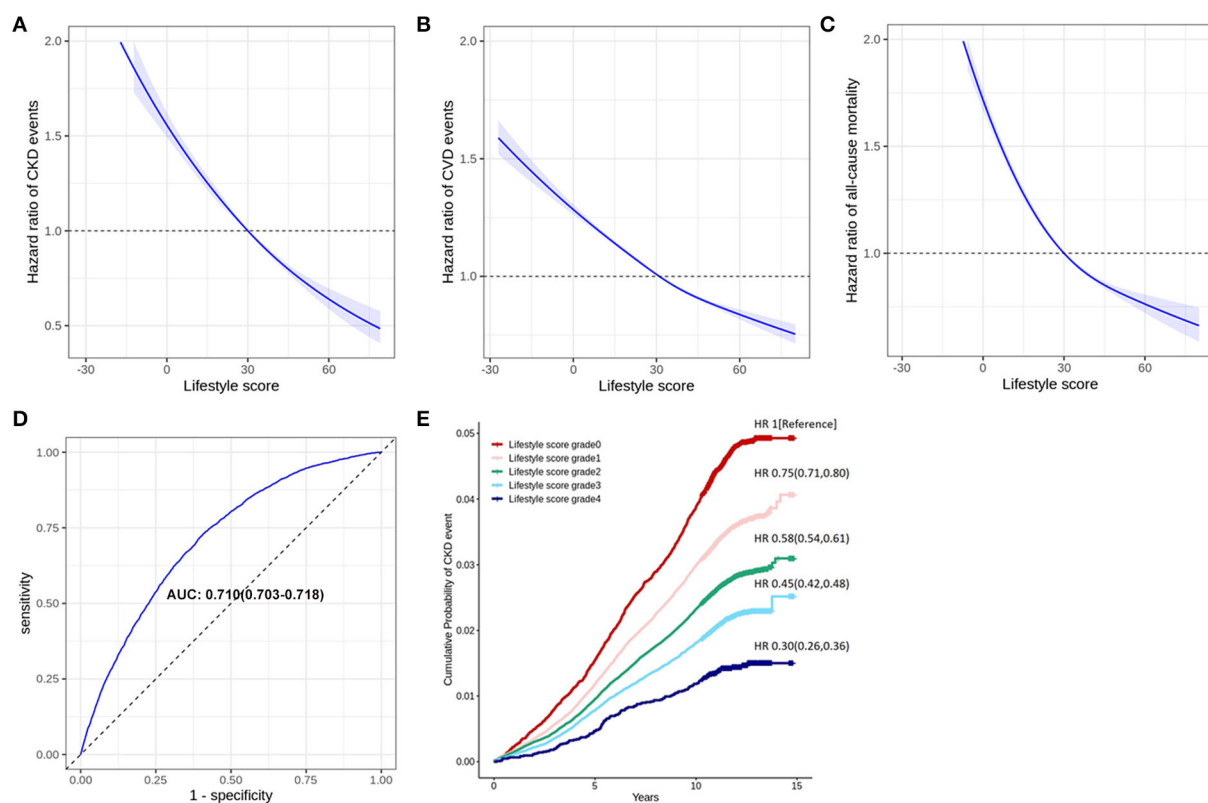 A
2.0
1.5
1.0
0.5
Hazard ratio of CKD events
-30
0
30
60
Lifestyle score
B
2.0
1.5
1.0
Hazard ratio of CVD events
-30
0
30
60
Lifestyle score
C
2.0
1.5
1.0
Hazard ratio of all-cause mortality
-30
0
30
60
Lifestyle score
D
1.00
0.75
0.50
0.25
0.00
sensitivity
AUC: 0.710(0.703-0.718)
0.00
0.25
0.50
0.75
1.00
1 - specificity
E
0.05
0.04
0.03
0.02
0.01
0.00
Cumulative Probability of CKD event
Lifestyle score grade0
Lifestyle score grade1
Lifestyle score grade2
Lifestyle score grade3
Lifestyle score grade4
HR 1[Reference]
HR 0.75(0.71,0.80)
HR 0.58(0.54,0.61)
HR 0.45(0.42,0.48)
HR 0.30(0.26,0.36)
0
5
10
15
Years